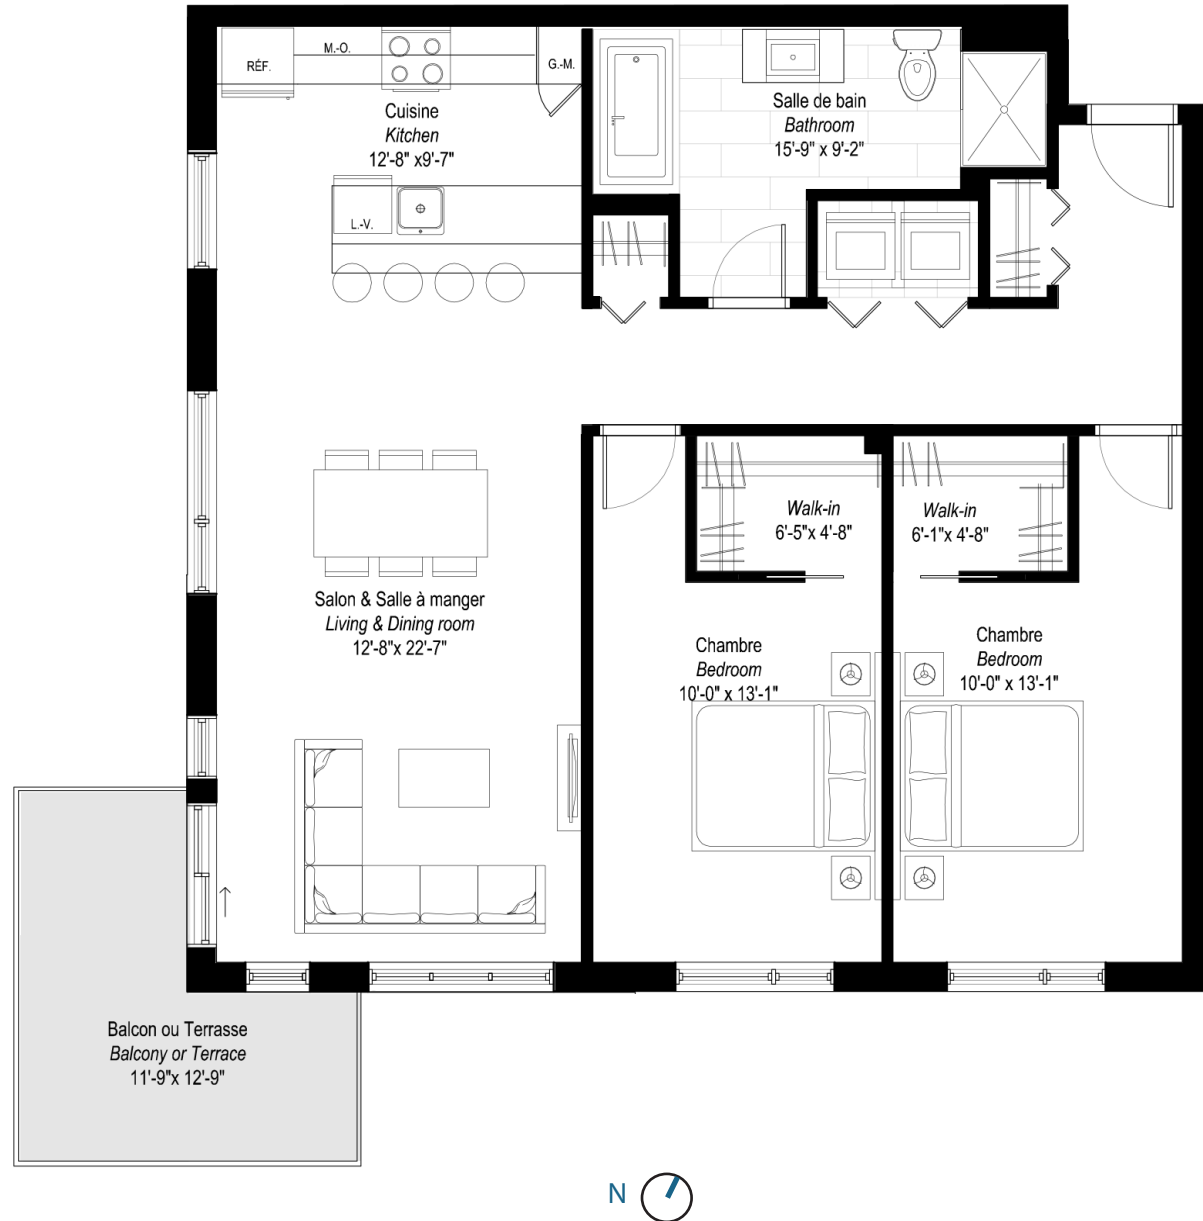 RÉF.
M.-O.
G.-M.
Cuisine
Kitchen
12'-8" x9'-7"
L.-V.
Salle de bain
Bathroom
15'-9" x 9'-2"
Walk-in
6'-5"x 4'-8"
Walk-in
6'-1"x 4'-8"
Salon & Salle à manger
Living & Dining room
12'-8"x 22'-7"
Chambre
Bedroom
10'-0" x 13'-1"
Chambre
Bedroom
10'-0" x 13'-1"
Balcon ou Terrasse
Balcony or Terrace
11'-9"x 12'-9"
N